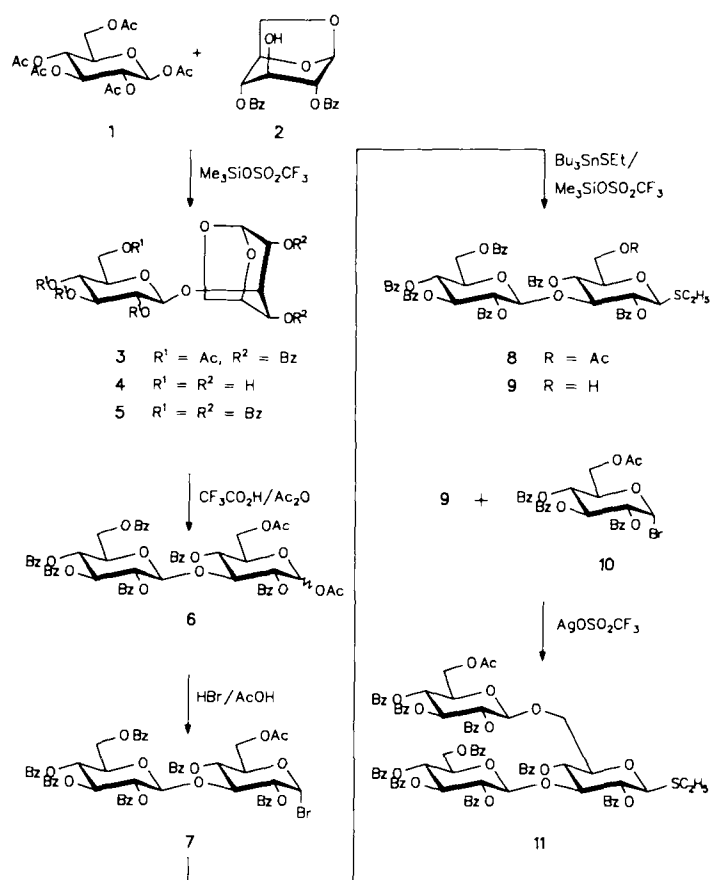 OAc
AcO
AcO
AcO
O
OAc
+
O
OH
O
OBz
OBz
1
2
Me₃SiOSO₂CF₃
OR¹
R¹O
R¹O
R¹O
O
O
O
O
OR²
OR²
3 R¹ = Ac, R² = Bz
4 R¹ = R² = H
5 R¹ = R² = Bz
CF₃CO₂H/Ac₂O
OBz
BzO
BzO
BzO
O
O
OAc
BzO
BzO
O
OAc
6
HBr/AcOH
OBz
BzO
BzO
BzO
O
O
OAc
BzO
BzO
O
Br
7
Bu₃SnSEt/
Me₃SiOSO₂CF₃
OBz
BzO
BzO
BzO
O
O
OR
BzO
BzO
O
SC₂H₅
8 R = Ac
9 R = H
9 +
OAc
BzO
BzO
BzO
O
Br
10
AgOSO₂CF₃
OAc
BzO
BzO
BzO
O
O
OBz
BzO
BzO
BzO
O
O
BzO
BzO
O
SC₂H₅
11